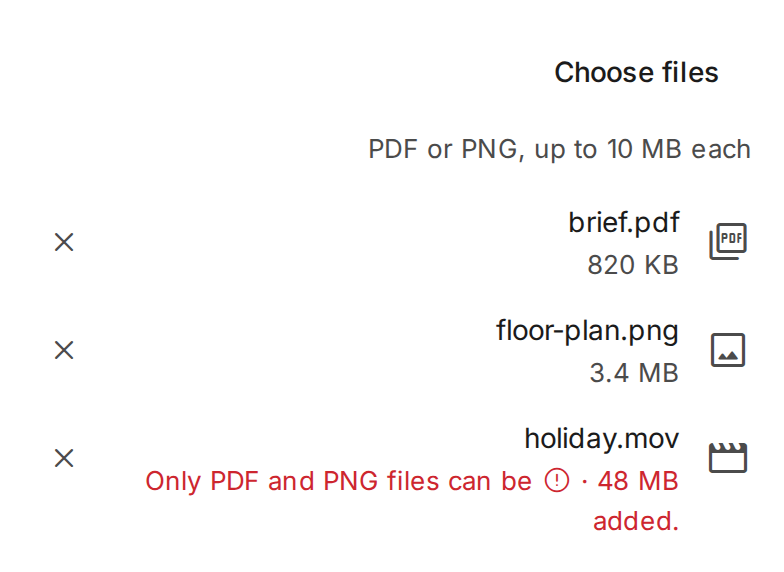 Choose files
PDF or PNG, up to 10 MB each
brief.pdf
820 KB
floor-plan.png
3.4 MB
holiday.mov
48 MB · Only PDF and PNG files can be
added.